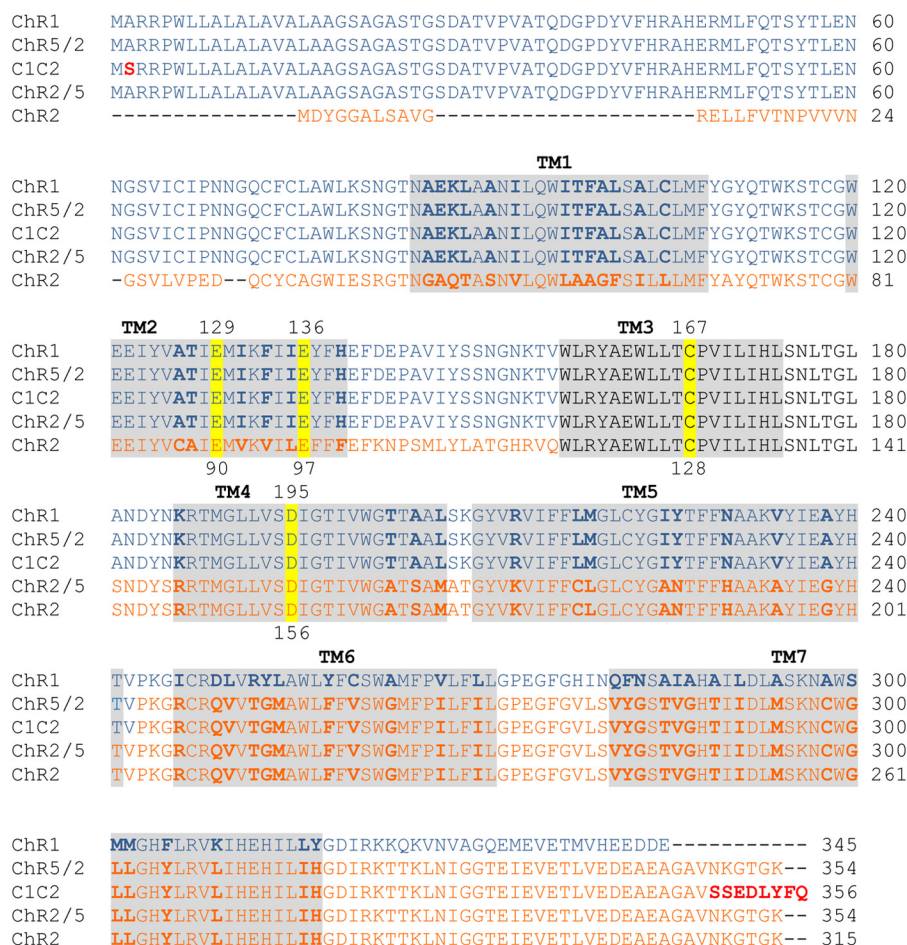 ChR1 MARRPWLLALALAVALAAGSAGASTGSDATVPVATQDGPDYVFHRAHERMLFQTSYTLEN 60
ChR5/2 MARRPWLLALALAVALAAGSAGASTGSDATVPVATQDGPDYVFHRAHERMLFQTSYTLEN 60
C1C2 MSRRPWLLALALAVALAAGSAGASTGSDATVPVATQDGPDYVFHRAHERMLFQTSYTLEN 60
ChR2/5 MARRPWLLALALAVALAAGSAGASTGSDATVPVATQDGPDYVFHRAHERMLFQTSYTLEN 60
ChR2 ---------------MDYGGALSAVG---------------------RELLFVTNPVVVN 24
TM1
ChR1 NGSVICIPNNGQCFCLAWLKSNGTNAEKLAANILQWITFALSALCLMFYGYQTWKSTCGW 120
ChR5/2 NGSVICIPNNGQCFCLAWLKSNGTNAEKLAANILQWITFALSALCLMFYGYQTWKSTCGW 120
C1C2 NGSVICIPNNGQCFCLAWLKSNGTNAEKLAANILQWITFALSALCLMFYGYQTWKSTCGW 120
ChR2/5 NGSVICIPNNGQCFCLAWLKSNGTNAEKLAANILQWITFALSALCLMFYGYQTWKSTCGW 120
ChR2 -GSVLVPED--QCYCAGWIESRGTNGAQTASNVLQWLAAGFSILLLMFYAYQTWKSTCGW 81
TM2 129 136 TM3 167
ChR1 EEIYVATIEMIKFIIEYFHEFDEPAVIYSSNGNKTVWLRYAEWLLTCPVILIHLSNLTGL 180
ChR5/2 EEIYVATIEMIKFIIEYFHEFDEPAVIYSSNGNKTVWLRYAEWLLTCPVILIHLSNLTGL 180
C1C2 EEIYVATIEMIKFIIEYFHEFDEPAVIYSSNGNKTVWLRYAEWLLTCPVILIHLSNLTGL 180
ChR2/5 EEIYVATIEMIKFIIEYFHEFDEPAVIYSSNGNKTVWLRYAEWLLTCPVILIHLSNLTGL 180
ChR2 EEIYVCAIEMVKVILEFFFEFKNPSMLYLATGHRVQWLRYAEWLLTCPVILIHLSNLTGL 141
90 97 128
TM4 195 TM5
ChR1 ANDYNKRTMGLLVSDIGTIVWGTTAALSKGYVRVIFFLMGLCYGIYTFFNAAKVYIEAYH 240
ChR5/2 ANDYNKRTMGLLVSDIGTIVWGTTAALSKGYVRVIFFLMGLCYGIYTFFNAAKVYIEAYH 240
C1C2 ANDYNKRTMGLLVSDIGTIVWGTTAALSKGYVRVIFFLMGLCYGIYTFFNAAKVYIEAYH 240
ChR2/5 SNDYSRRTMGLLVSDIGTIVWGATSAMATGYVKVIFFCLGLCYGANTFFHAAKAYIEGYH 240
ChR2 SNDYSRRTMGLLVSDIGTIVWGATSAMATGYVKVIFFCLGLCYGANTFFHAAKAYIEGYH 201
156
TM6 TM7
ChR1 TVPKGICRDLVRYLAWLYFCSWAMFPVLFLLGPEGFGHINQFNSAIAHAILDLASKNAWS 300
ChR5/2 TVPKGRCRQVVTGMAWLFFVSWGMFPILFILGPEGFGVLSVYGSTVGHTIIDLMSKNCWG 300
C1C2 TVPKGRCRQVVTGMAWLFFVSWGMFPILFILGPEGFGVLSVYGSTVGHTIIDLMSKNCWG 300
ChR2/5 TVPKGRCRQVVTGMAWLFFVSWGMFPILFILGPEGFGVLSVYGSTVGHTIIDLMSKNCWG 300
ChR2 TVPKGRCRQVVTGMAWLFFVSWGMFPILFILGPEGFGVLSVYGSTVGHTIIDLMSKNCWG 261
ChR1 MMGHFLRVKIHEHILLYGDIRKKQKVNVAGQEMEVETMVHEEDDE----------- 345
ChR5/2 LLGHYLRVLIHEHILIHGDIRKTTKLNIGGTEIEVETLVEDEAEAGAVNKGTGK-- 354
C1C2 LLGHYLRVLIHEHILIHGDIRKTTKLNIGGTEIEVETLVEDEAEAGAVSSEDLYFQ 356
ChR2/5 LLGHYLRVLIHEHILIHGDIRKTTKLNIGGTEIEVETLVEDEAEAGAVNKGTGK-- 354
ChR2 LLGHYLRVLIHEHILIHGDIRKTTKLNIGGTEIEVETLVEDEAEAGAVNKGTGK-- 315